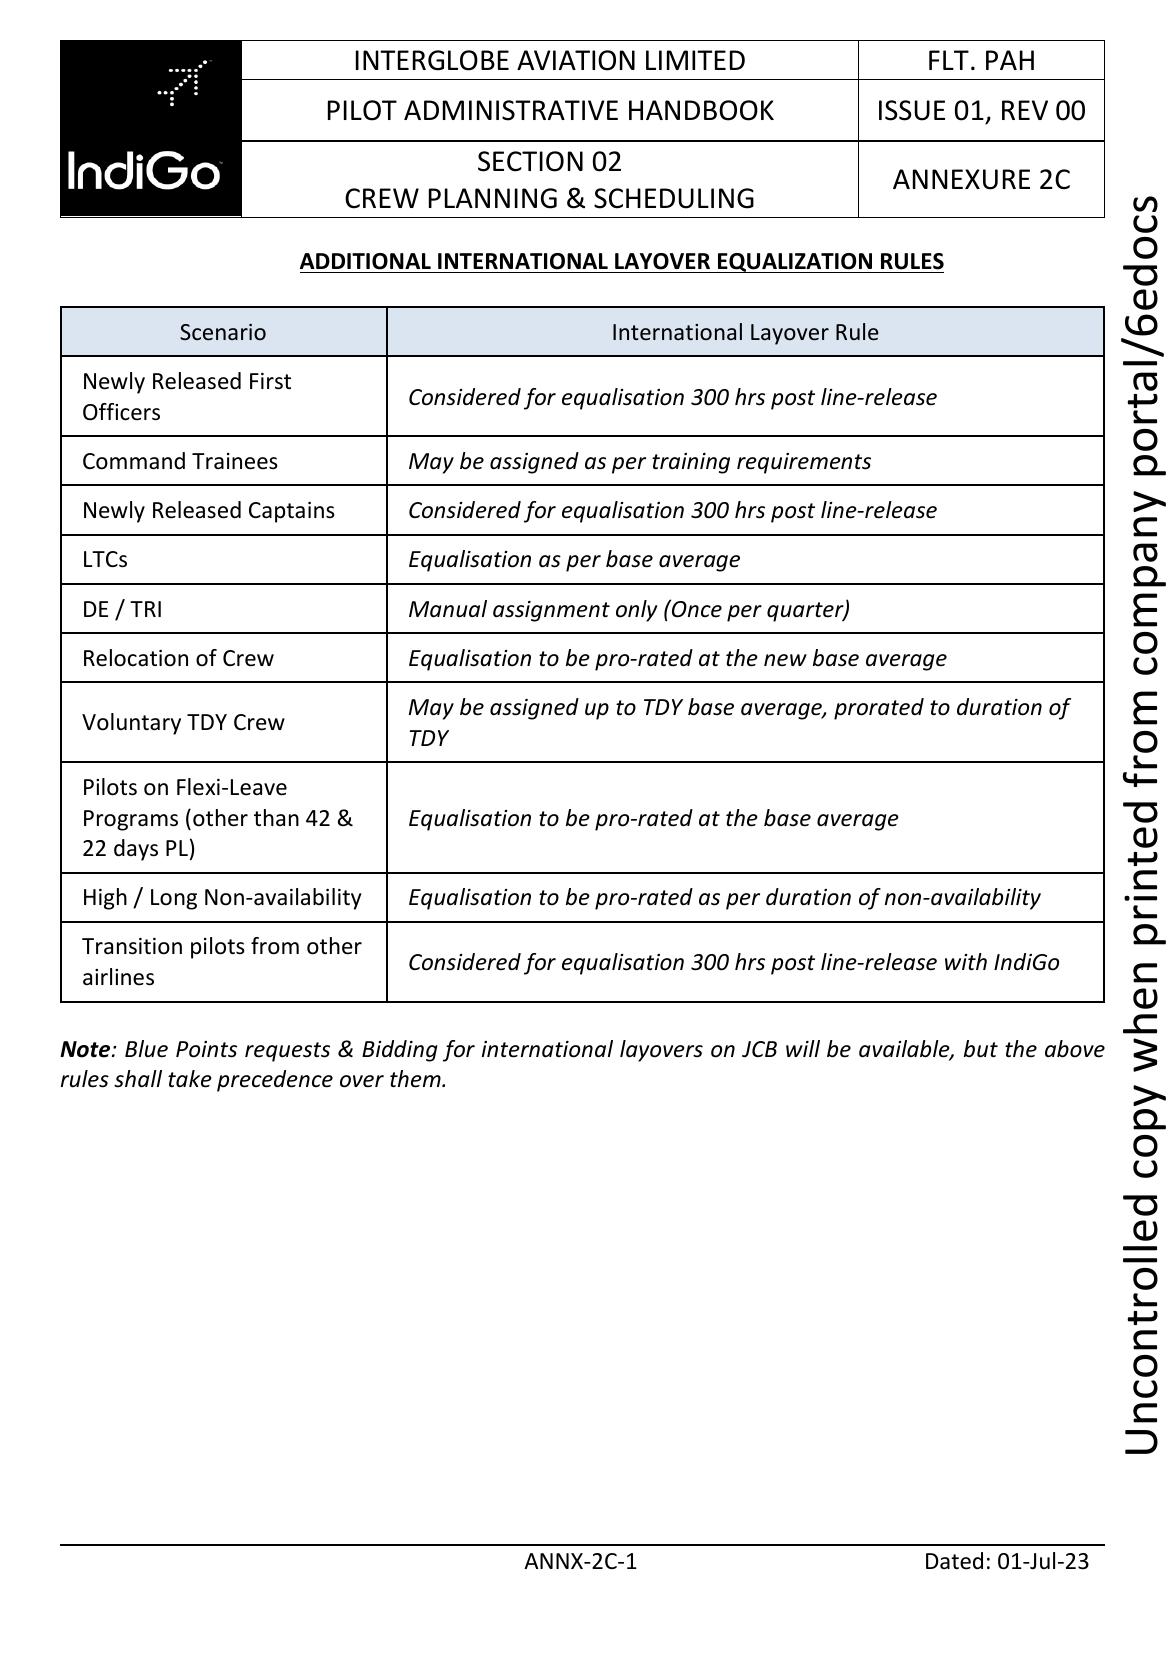 INTERGLOBE AVIATION LIMITED
FLT. PAH
PILOT ADMINISTRATIVE HANDBOOK
ISSUE 01, REV 00
IndiGo
SECTION 02
CREW PLANNING & SCHEDULING
ANNEXURE 2C
ADDITIONAL INTERNATIONAL LAYOVER EQUALIZATION RULES
Scenario
International Layover Rule
Newly Released First
Officers
Considered for equalisation 300 hrs post line-release
Command Trainees
May be assigned as per training requirements
Newly Released Captains
Considered for equalisation 300 hrs post line-release
LTCs
Equalisation as per base average
DE / TRI
Manual assignment only (Once per quarter)
Relocation of Crew
Equalisation to be pro-rated at the new base average
Voluntary TDY Crew
May be assigned up to TDY base average, prorated to duration of
TDY
Pilots on Flexi-Leave
Programs (other than 42 &
22 days PL)
Equalisation to be pro-rated at the base average
High / Long Non-availability
Equalisation to be pro-rated as per duration of non-availability
Transition pilots from other
airlines
Considered for equalisation 300 hrs post line-release with IndiGo
Note: Blue Points requests & Bidding for international layovers on JCB will be available, but the above
rules shall take precedence over them.
ANNX-2C-1
Dated: 01-Jul-23
Uncontrolled copy when printed from company portal/6edocs